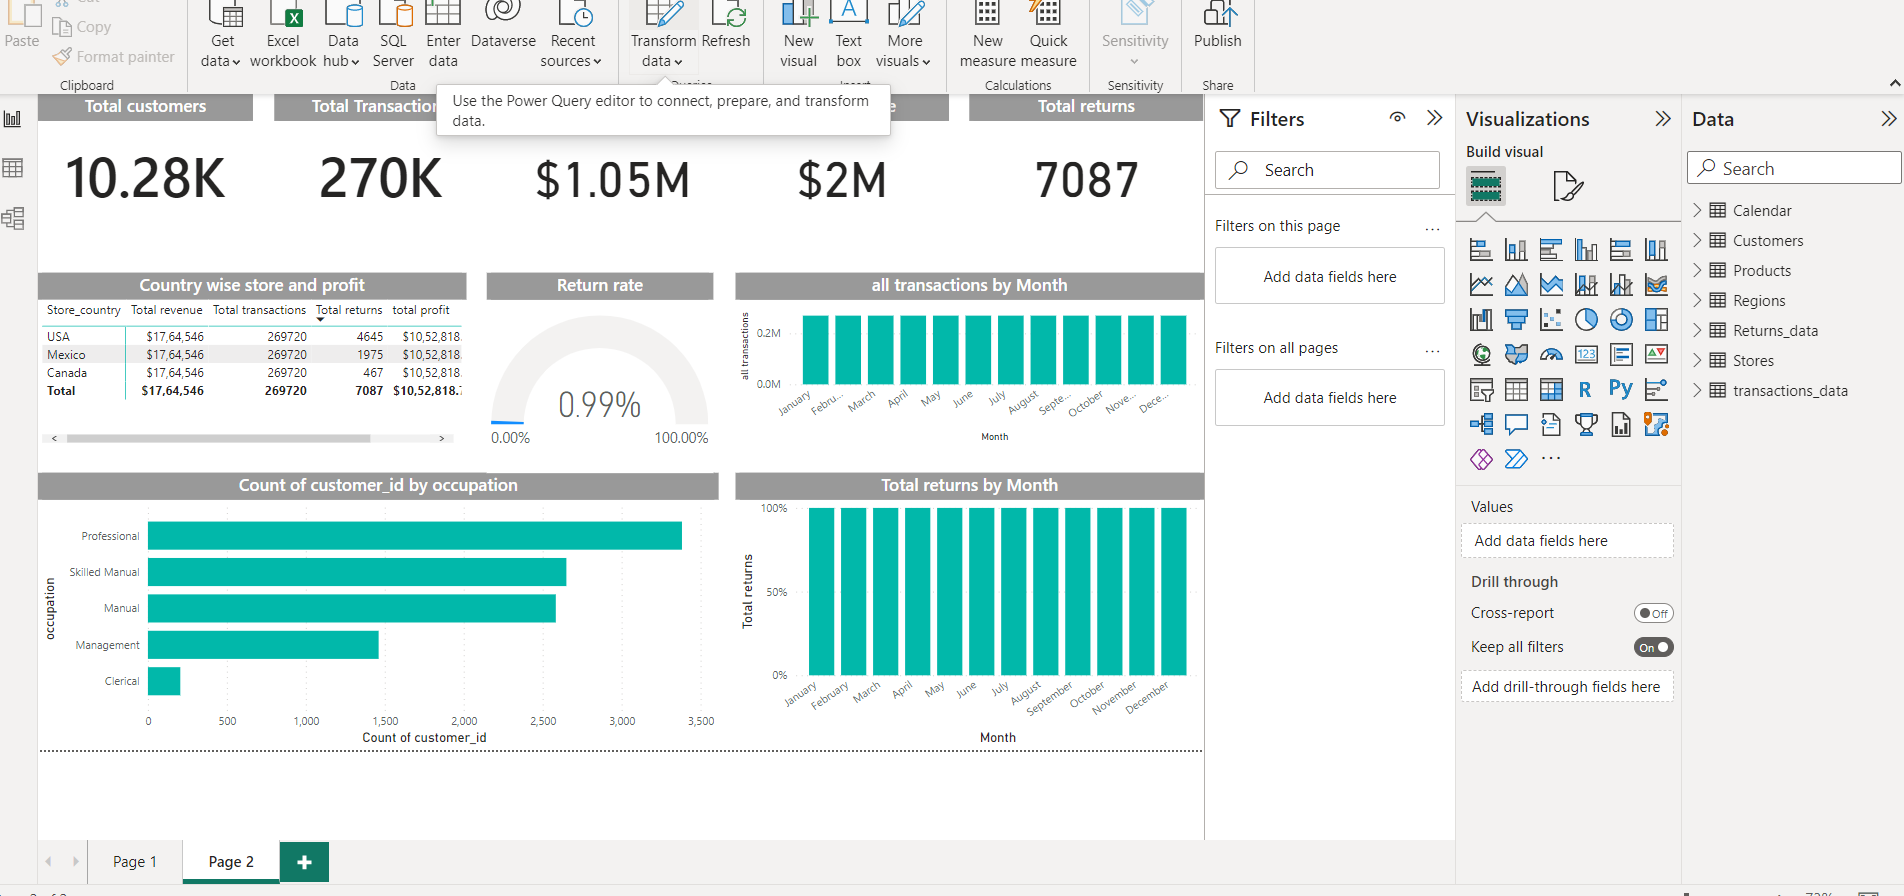 Cut
Paste
Copy
Format painter
Clipboard
Get data
Excel workbook
Data hub
SQL Server
Enter data
Dataverse
Recent sources
Data
Transform data
Refresh
Queries
New visual
Text box
More visuals
Insert
New measure
Quick measure
Calculations
Sensitivity
Sensitivity
Publish
Share
Use the Power Query editor to connect, prepare, and transform
data.
Total customers
Total Transactio
e
Total returns
10.28K
270K
$1.05M
$2M
7087
Country wise store and profit
Store_country Total revenue Total transactions Total returns total profit
USA $17,64,546 269720 4645 $10,52,818.
Mexico $17,64,546 269720 1975 $10,52,818.
Canada $17,64,546 269720 467 $10,52,818.
Total $17,64,546 269720 7087 $10,52,818.
Return rate
0.99%
0.00%
100.00%
all transactions by Month
all transactions
0.2M
0.0M
January
Febru...
March
April
May
June
July
August
Septe...
October
Nove...
Dece...
Month
Count of customer_id by occupation
occupation
Professional
Skilled Manual
Manual
Management
Clerical
0 500 1,000 1,500 2,000 2,500 3,000 3,500
Count of customer_id
Total returns by Month
Total returns
100%
50%
0%
January
February
March
April
May
June
July
August
September
October
November
December
Month
Page 1
Page 2
Filters
Search
Filters on this page ...
Add data fields here
Filters on all pages ...
Add data fields here
Visualizations
Build visual
123
R
Py
...
Values
Add data fields here
Drill through
Cross-report Off
Keep all filters On
Add drill-through fields here
Data
Search
Calendar
Customers
Products
Regions
Returns_data
Stores
transactions_data